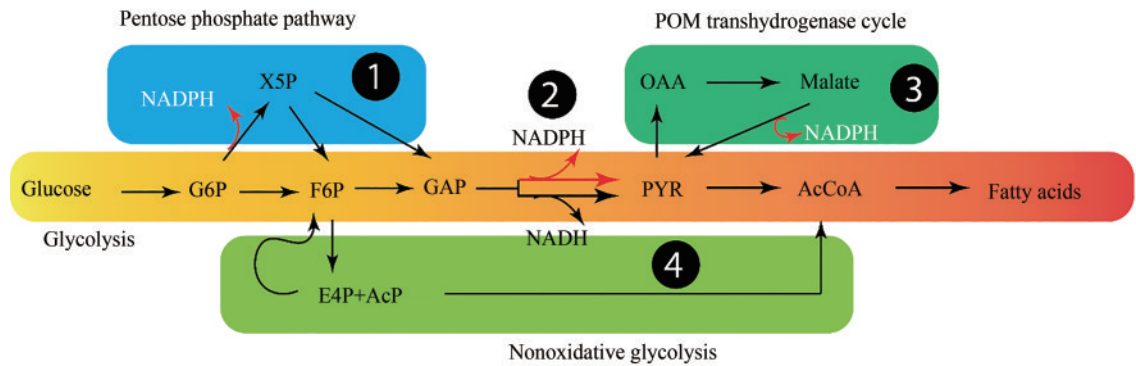 Pentose phosphate pathway
POM transhydrogenase cycle
1
X5P
NADPH
2
NADPH
OAA
Malate
3
NADPH
Glucose
G6P
F6P
GAP
PYR
AcCoA
Fatty acids
Glycolysis
NADH
4
E4P+AcP
Nonoxidative glycolysis